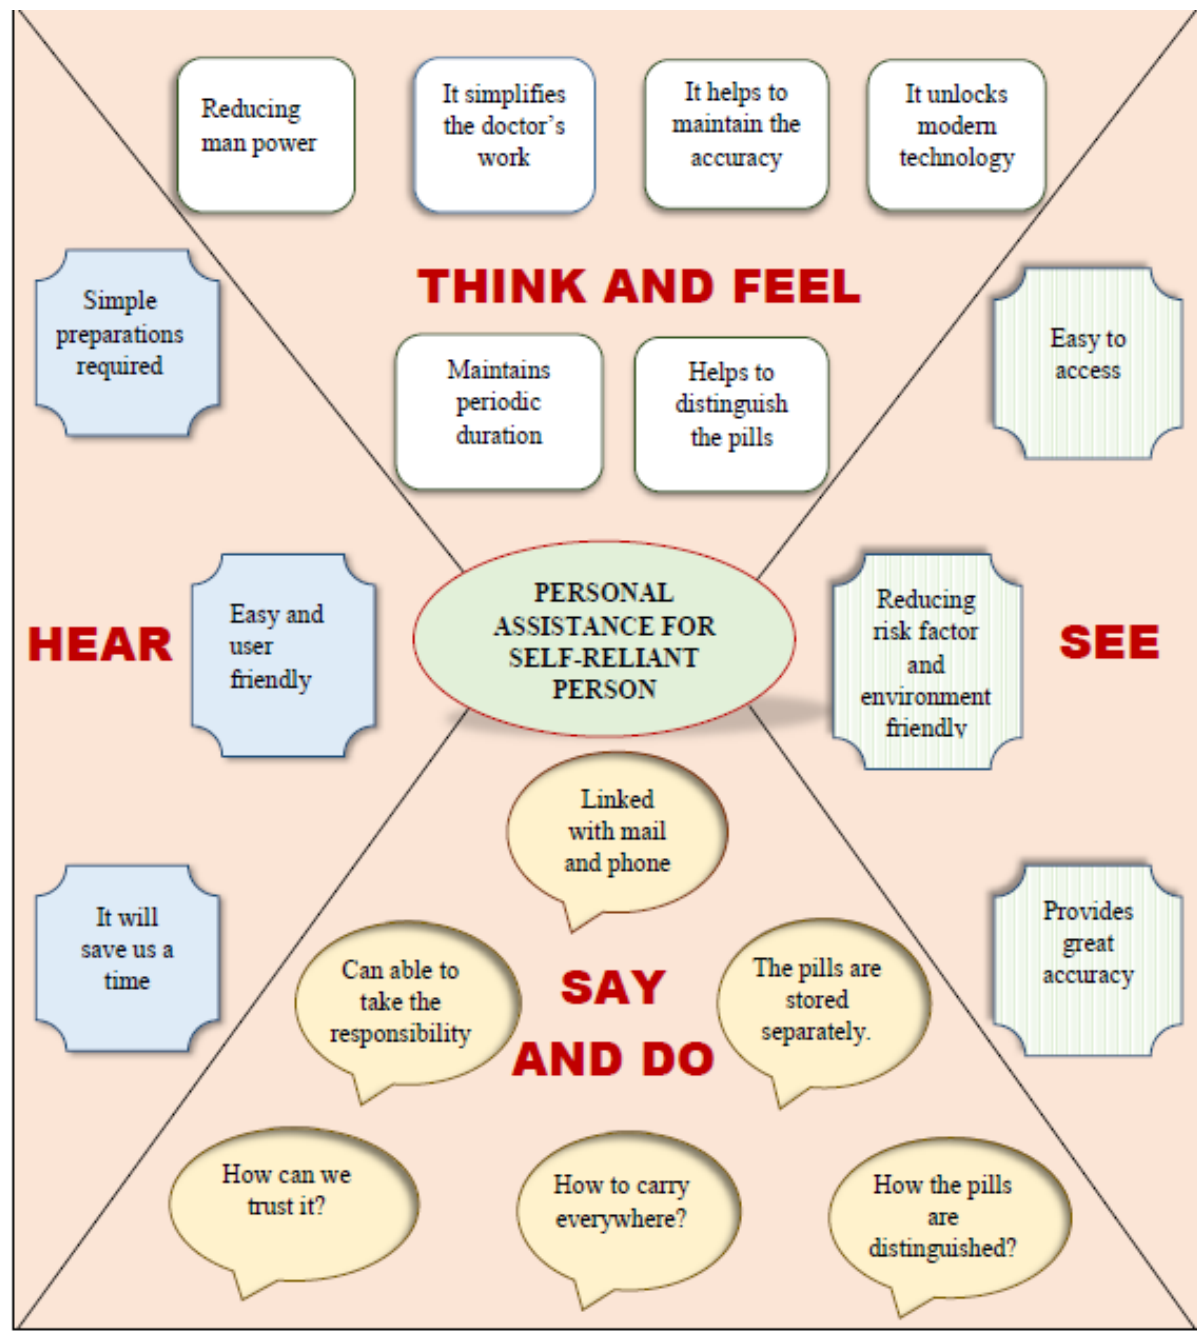 Reducing
man power
It simplifies
the doctor’s
work
It helps to
maintain the
accuracy
It unlocks
modern
technology
THINK AND FEEL
Simple
preparations
required
Maintains
periodic
duration
Helps to
distinguish
the pills
Easy to
access
HEAR
Easy and
user
friendly
PERSONAL
ASSISTANCE FOR
SELF-RELIANT
PERSON
Reducing
risk factor
and
environment
friendly
SEE
Linked
with mail
and phone
It will
save us a
time
Can able to
take the
responsibility
SAY
AND DO
The pills are
stored
separately.
Provides
great
accuracy
How can we
trust it?
How to carry
everywhere?
How the pills
are
distinguished?